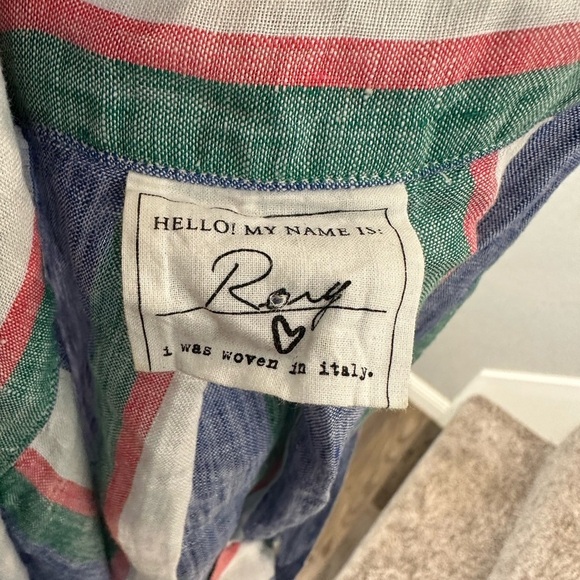 HELLO! MY NAME IS:
Rory
i was woven in italy.